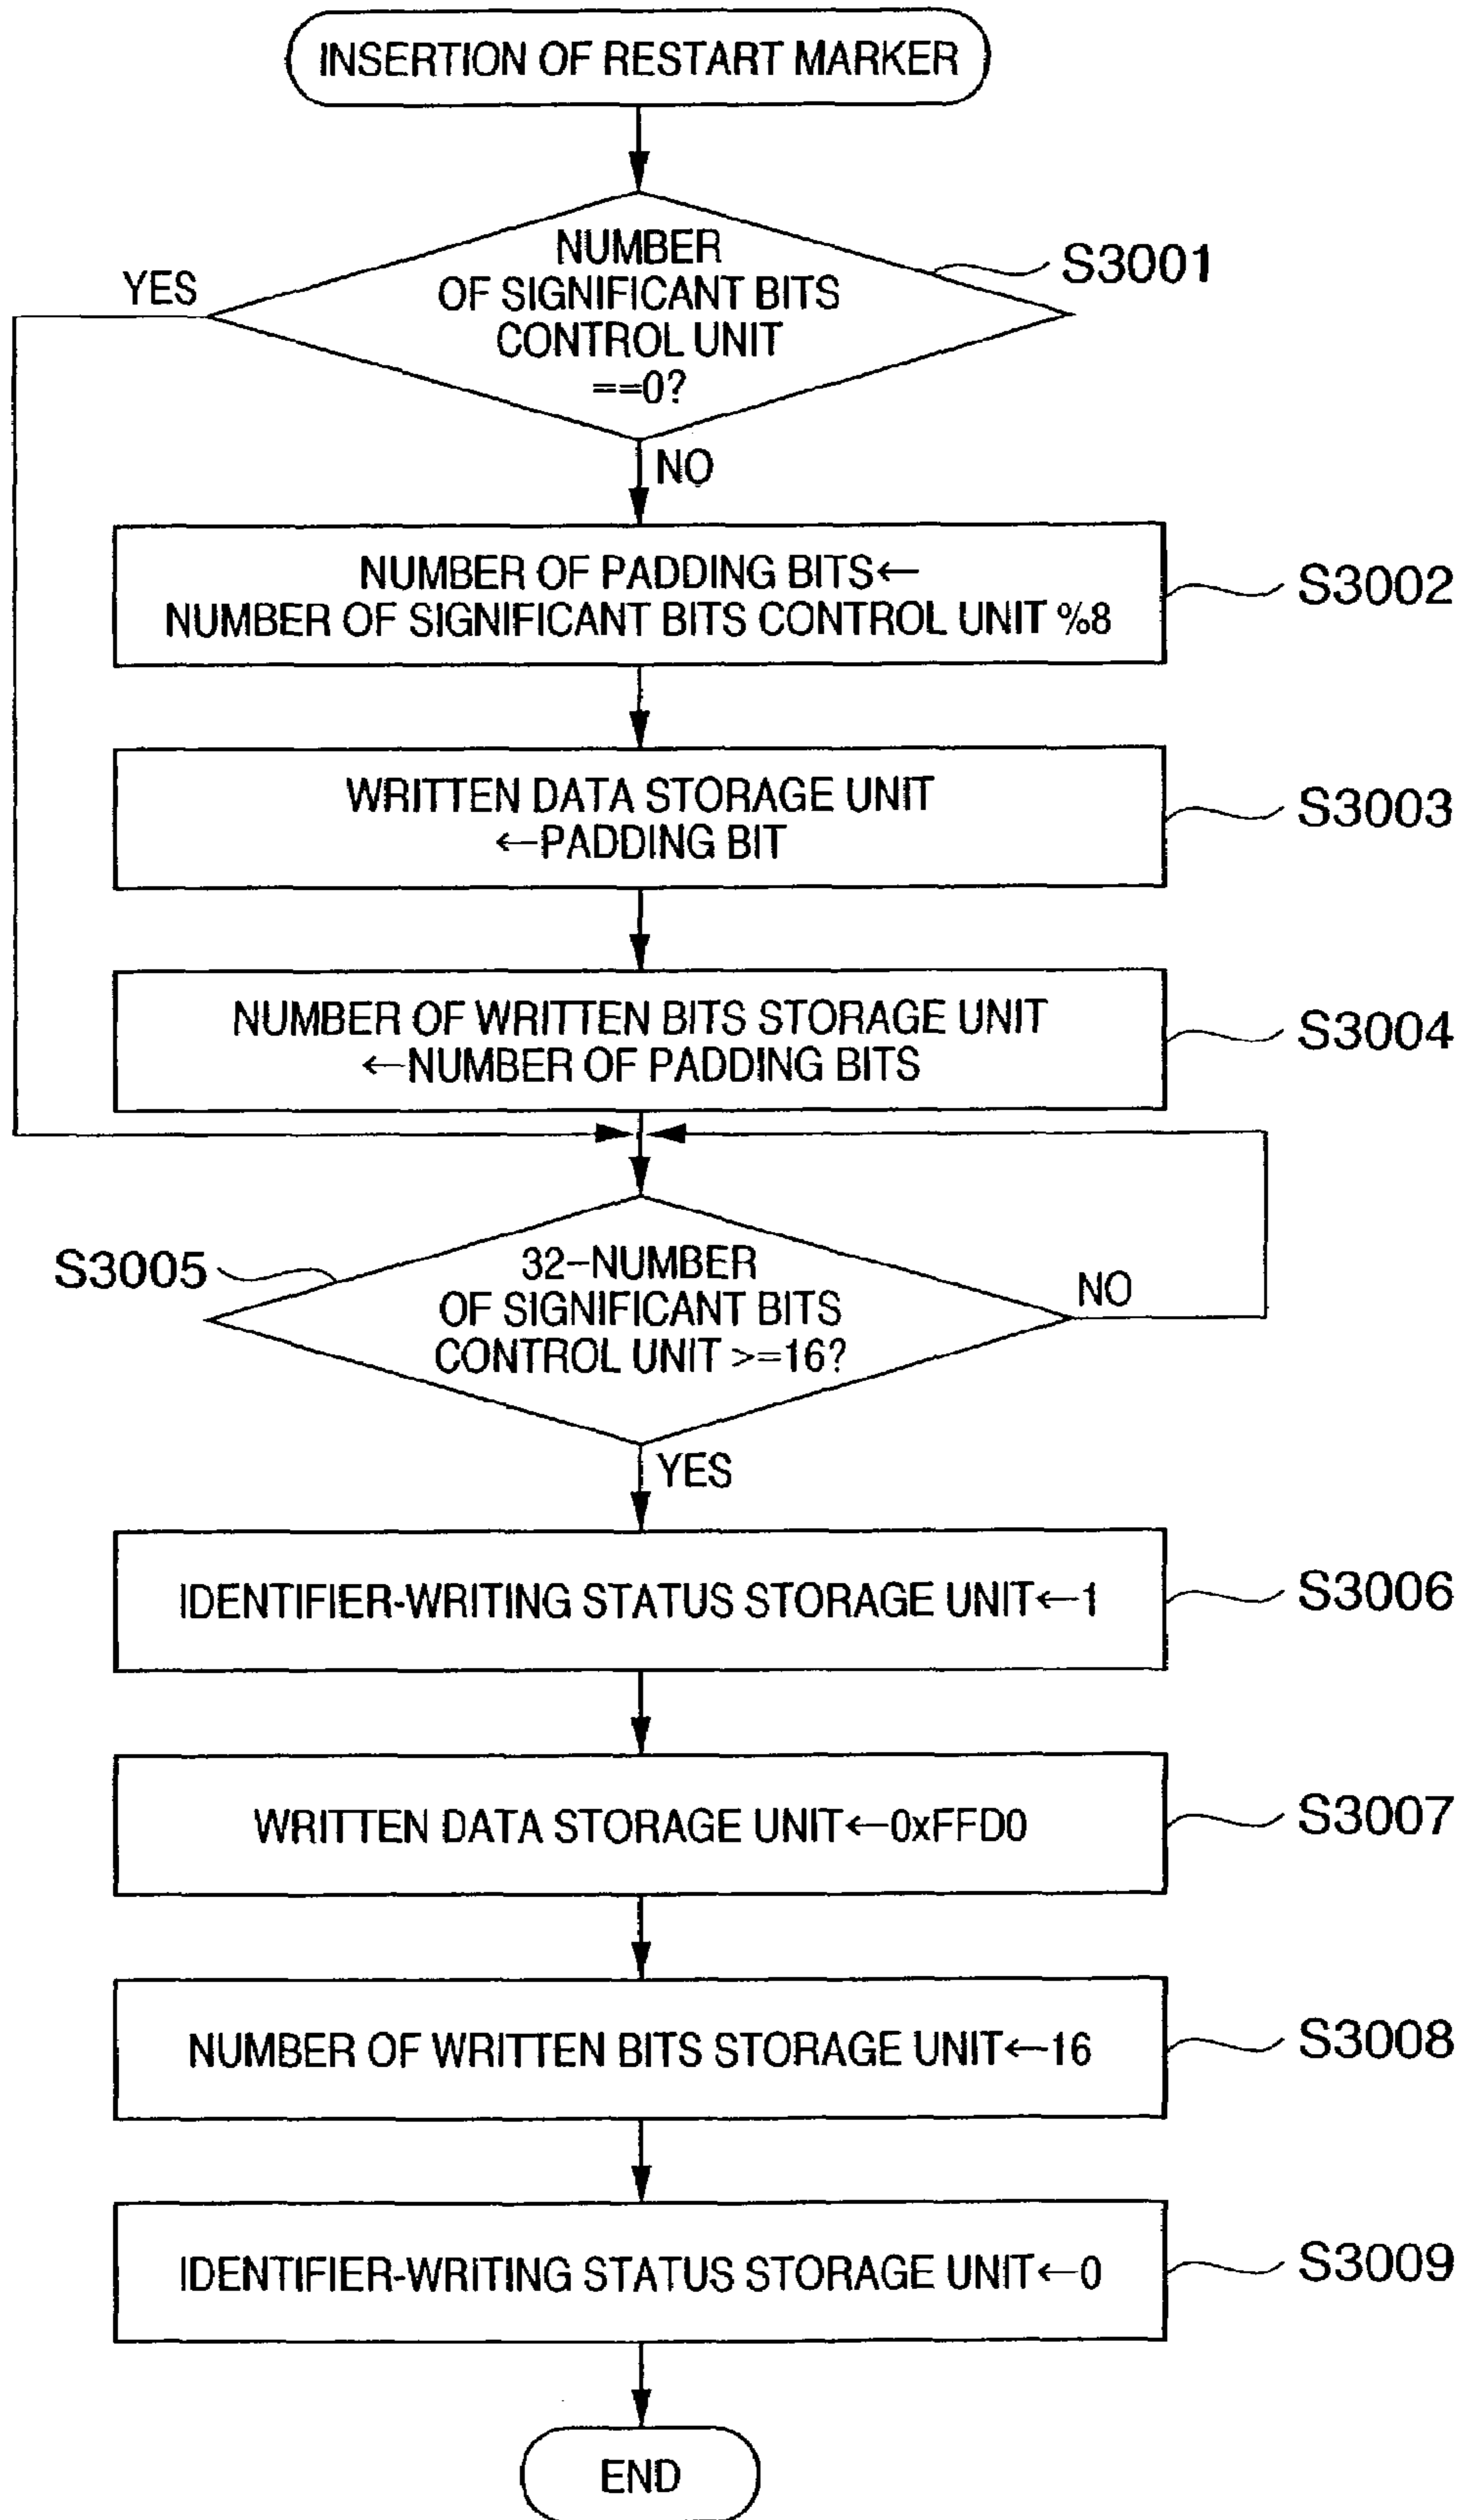 INSERTION OF RESTART MARKER
NUMBER
OF SIGNIFICANT BITS
CONTROL UNIT
==0?
S3001
YES
NO
NUMBER OF PADDING BITS←
NUMBER OF SIGNIFICANT BITS CONTROL UNIT %8
S3002
WRITTEN DATA STORAGE UNIT
←PADDING BIT
S3003
NUMBER OF WRITTEN BITS STORAGE UNIT
←NUMBER OF PADDING BITS
S3004
S3005
32-NUMBER
OF SIGNIFICANT BITS
CONTROL UNIT >=16?
NO
YES
IDENTIFIER-WRITING STATUS STORAGE UNIT←1
S3006
WRITTEN DATA STORAGE UNIT←0xFFD0
S3007
NUMBER OF WRITTEN BITS STORAGE UNIT←16
S3008
IDENTIFIER-WRITING STATUS STORAGE UNIT←0
S3009
END